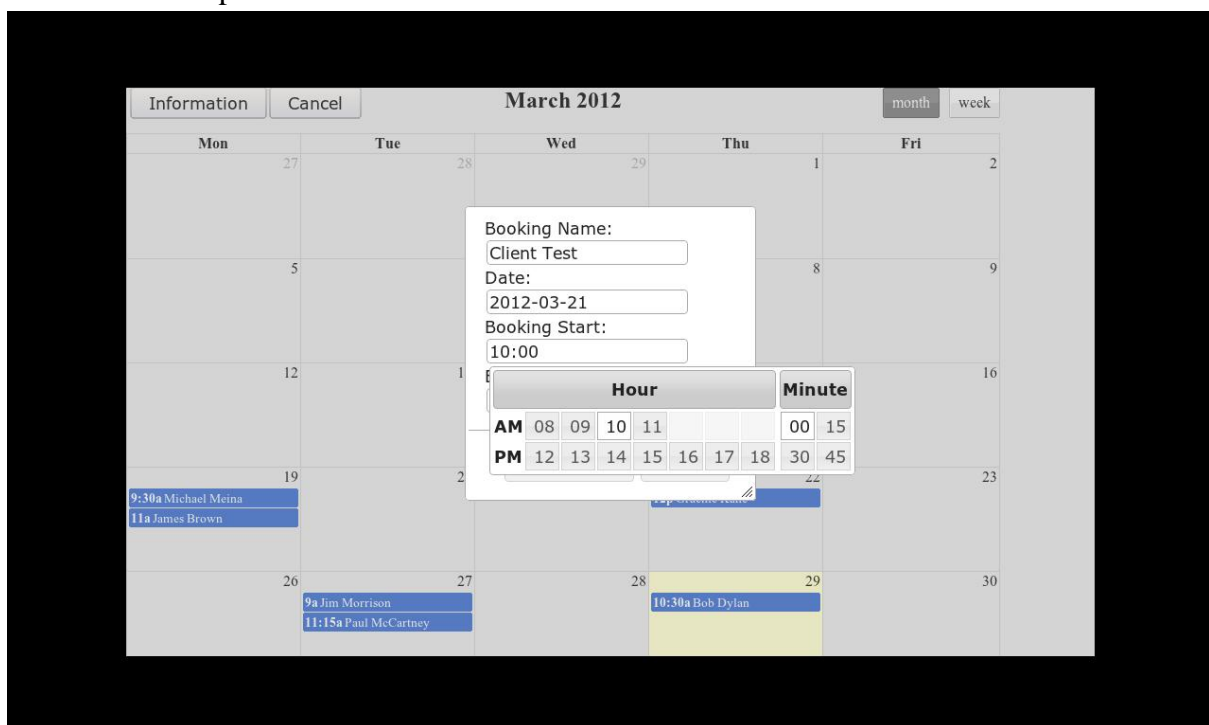 Information Cancel March 2012 month week
Mon Tue Wed Thu Fri
27 28 29 1 2
Booking Name:
Client Test
5 8 9
Date:
2012-03-21
Booking Start:
10:00
12 1 16
Hour Minute
AM 08 09 10 11 00 15
PM 12 13 14 15 16 17 18 30 45
19 2 22 23
9:30a Michael Meina
11a James Brown
26 27 28 29 30
9a Jim Morrison 10:30a Bob Dylan
11:15a Paul McCartney